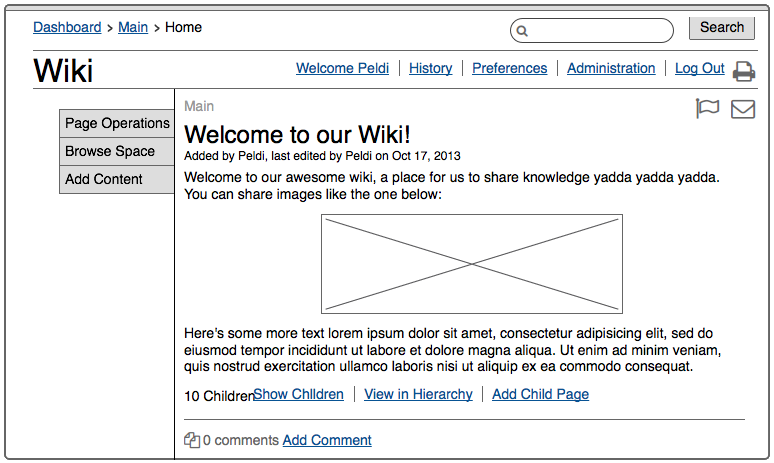 Dashboard > Main > Home
Search
Wiki
Welcome Peldi | History | Preferences | Administration | Log Out
Page Operations
Browse Space
Add Content
Main
Welcome to our Wiki!
Added by Peldi, last edited by Peldi on Oct 17, 2013
Welcome to our awesome wiki, a place for us to share knowledge yadda yadda yadda.
You can share images like the one below:
Here's some more text lorem ipsum dolor sit amet, consectetur adipisicing elit, sed do
eiusmod tempor incididunt ut labore et dolore magna aliqua. Ut enim ad minim veniam,
quis nostrud exercitation ullamco laboris nisi ut aliquip ex ea commodo consequat.
10 Children Show ChIldren | View in Hierarchy | Add Child Page
0 comments Add Comment